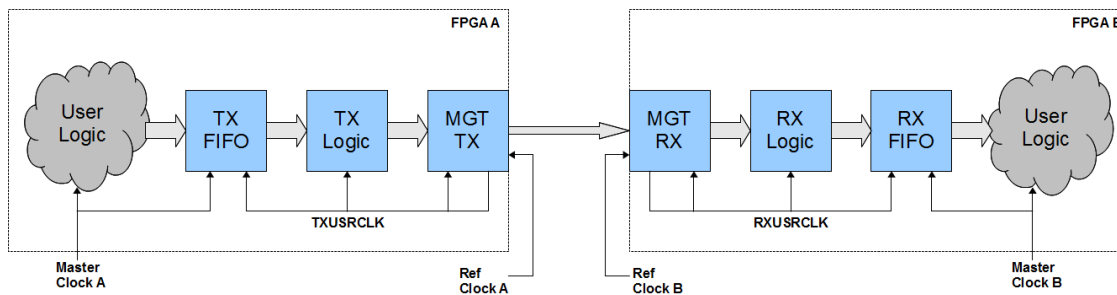 FPGA A
FPGA B
User
Logic
TX
FIFO
TX
Logic
MGT
TX
MGT
RX
RX
Logic
RX
FIFO
User
Logic
TXUSRCLK
RXUSRCLK
Master
Clock A
Ref
Clock A
Ref
Clock B
Master
Clock B